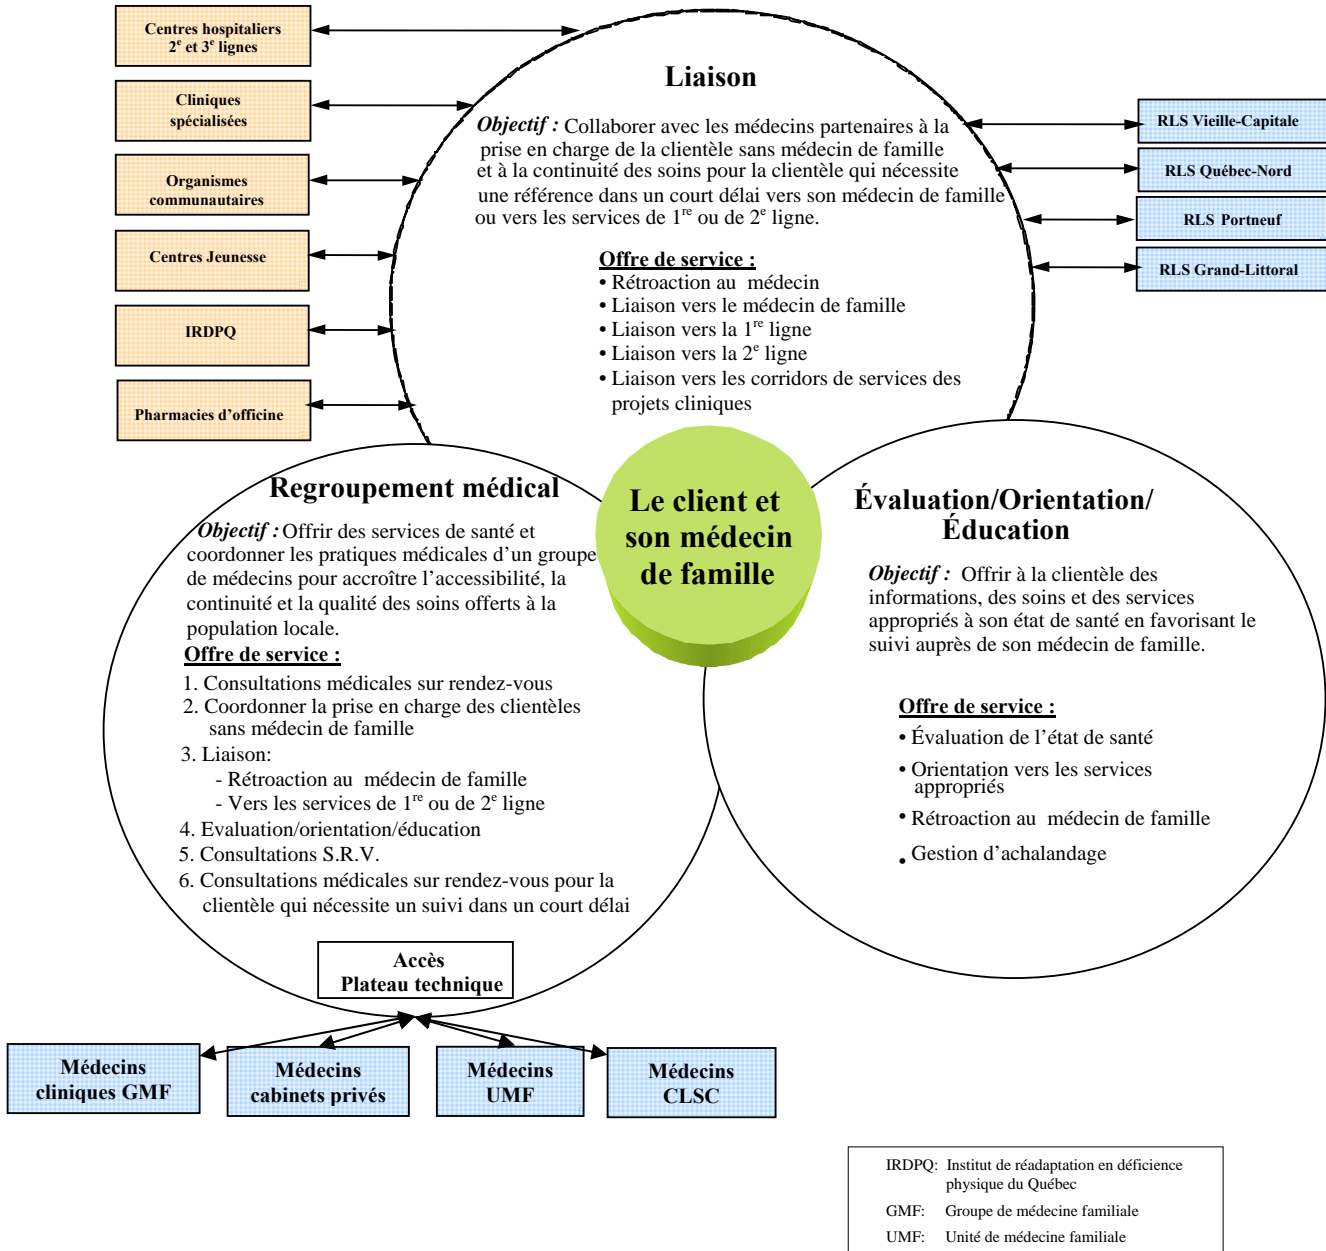 Centres hospitaliers
2e et 3e lignes
Cliniques
spécialisées
Organismes
communautaires
Centres Jeunesse
IRDPQ
Pharmacies d’officine
Liaison
Objectif : Collaborer avec les médecins partenaires à la
prise en charge de la clientèle sans médecin de famille
et à la continuité des soins pour la clientèle qui nécessite
une référence dans un court délai vers son médecin de famille
ou vers les services de 1re ou de 2e ligne.
Offre de service :
• Rétroaction au médecin
• Liaison vers le médecin de famille
• Liaison vers la 1re ligne
• Liaison vers la 2e ligne
• Liaison vers les corridors de services des
projets cliniques
RLS Vieille-Capitale
RLS Québec-Nord
RLS Portneuf
RLS Grand-Littoral
Le client et
son médecin
de famille
Regroupement médical
Objectif : Offrir des services de santé et
coordonner les pratiques médicales d’un groupe
de médecins pour accroître l’accessibilité, la
continuité et la qualité des soins offerts à la
population locale.
Offre de service :
1. Consultations médicales sur rendez-vous
2. Coordonner la prise en charge des clientèles
sans médecin de famille
3. Liaison:
- Rétroaction au médecin de famille
- Vers les services de 1re ou de 2e ligne
4. Evaluation/orientation/éducation
5. Consultations S.R.V.
6. Consultations médicales sur rendez-vous pour la
clientèle qui nécessite un suivi dans un court délai
Accès
Plateau technique
Évaluation/Orientation/
Éducation
Objectif : Offrir à la clientèle des
informations, des soins et des services
appropriés à son état de santé en favorisant le
suivi auprès de son médecin de famille.
Offre de service :
• Évaluation de l’état de santé
• Orientation vers les services
appropriés
• Rétroaction au médecin de famille
• Gestion d’achalandage
Médecins
cliniques GMF
Médecins
cabinets privés
Médecins
UMF
Médecins
CLSC
IRDPQ: Institut de réadaptation en déficience
physique du Québec
GMF: Groupe de médecine familiale
UMF: Unité de médecine familiale